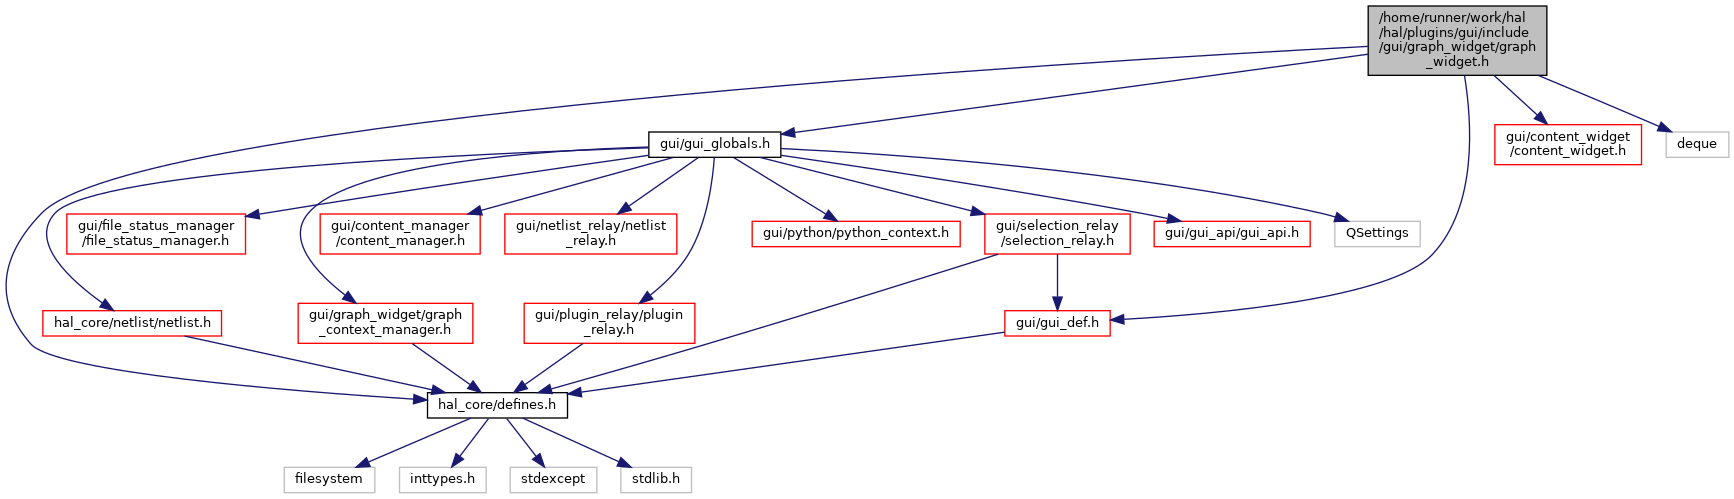 /home/runner/work/hal
/hal/plugins/gui/include
/gui/graph_widget/graph
_widget.h
gui/gui_globals.h
gui/content_widget
/content_widget.h
deque
gui/file_status_manager
/file_status_manager.h
gui/content_manager
/content_manager.h
gui/netlist_relay/netlist
_relay.h
gui/python/python_context.h
gui/selection_relay
/selection_relay.h
gui/gui_api/gui_api.h
QSettings
hal_core/netlist/netlist.h
gui/graph_widget/graph
_context_manager.h
gui/plugin_relay/plugin
_relay.h
gui/gui_def.h
hal_core/defines.h
filesystem
inttypes.h
stdexcept
stdlib.h